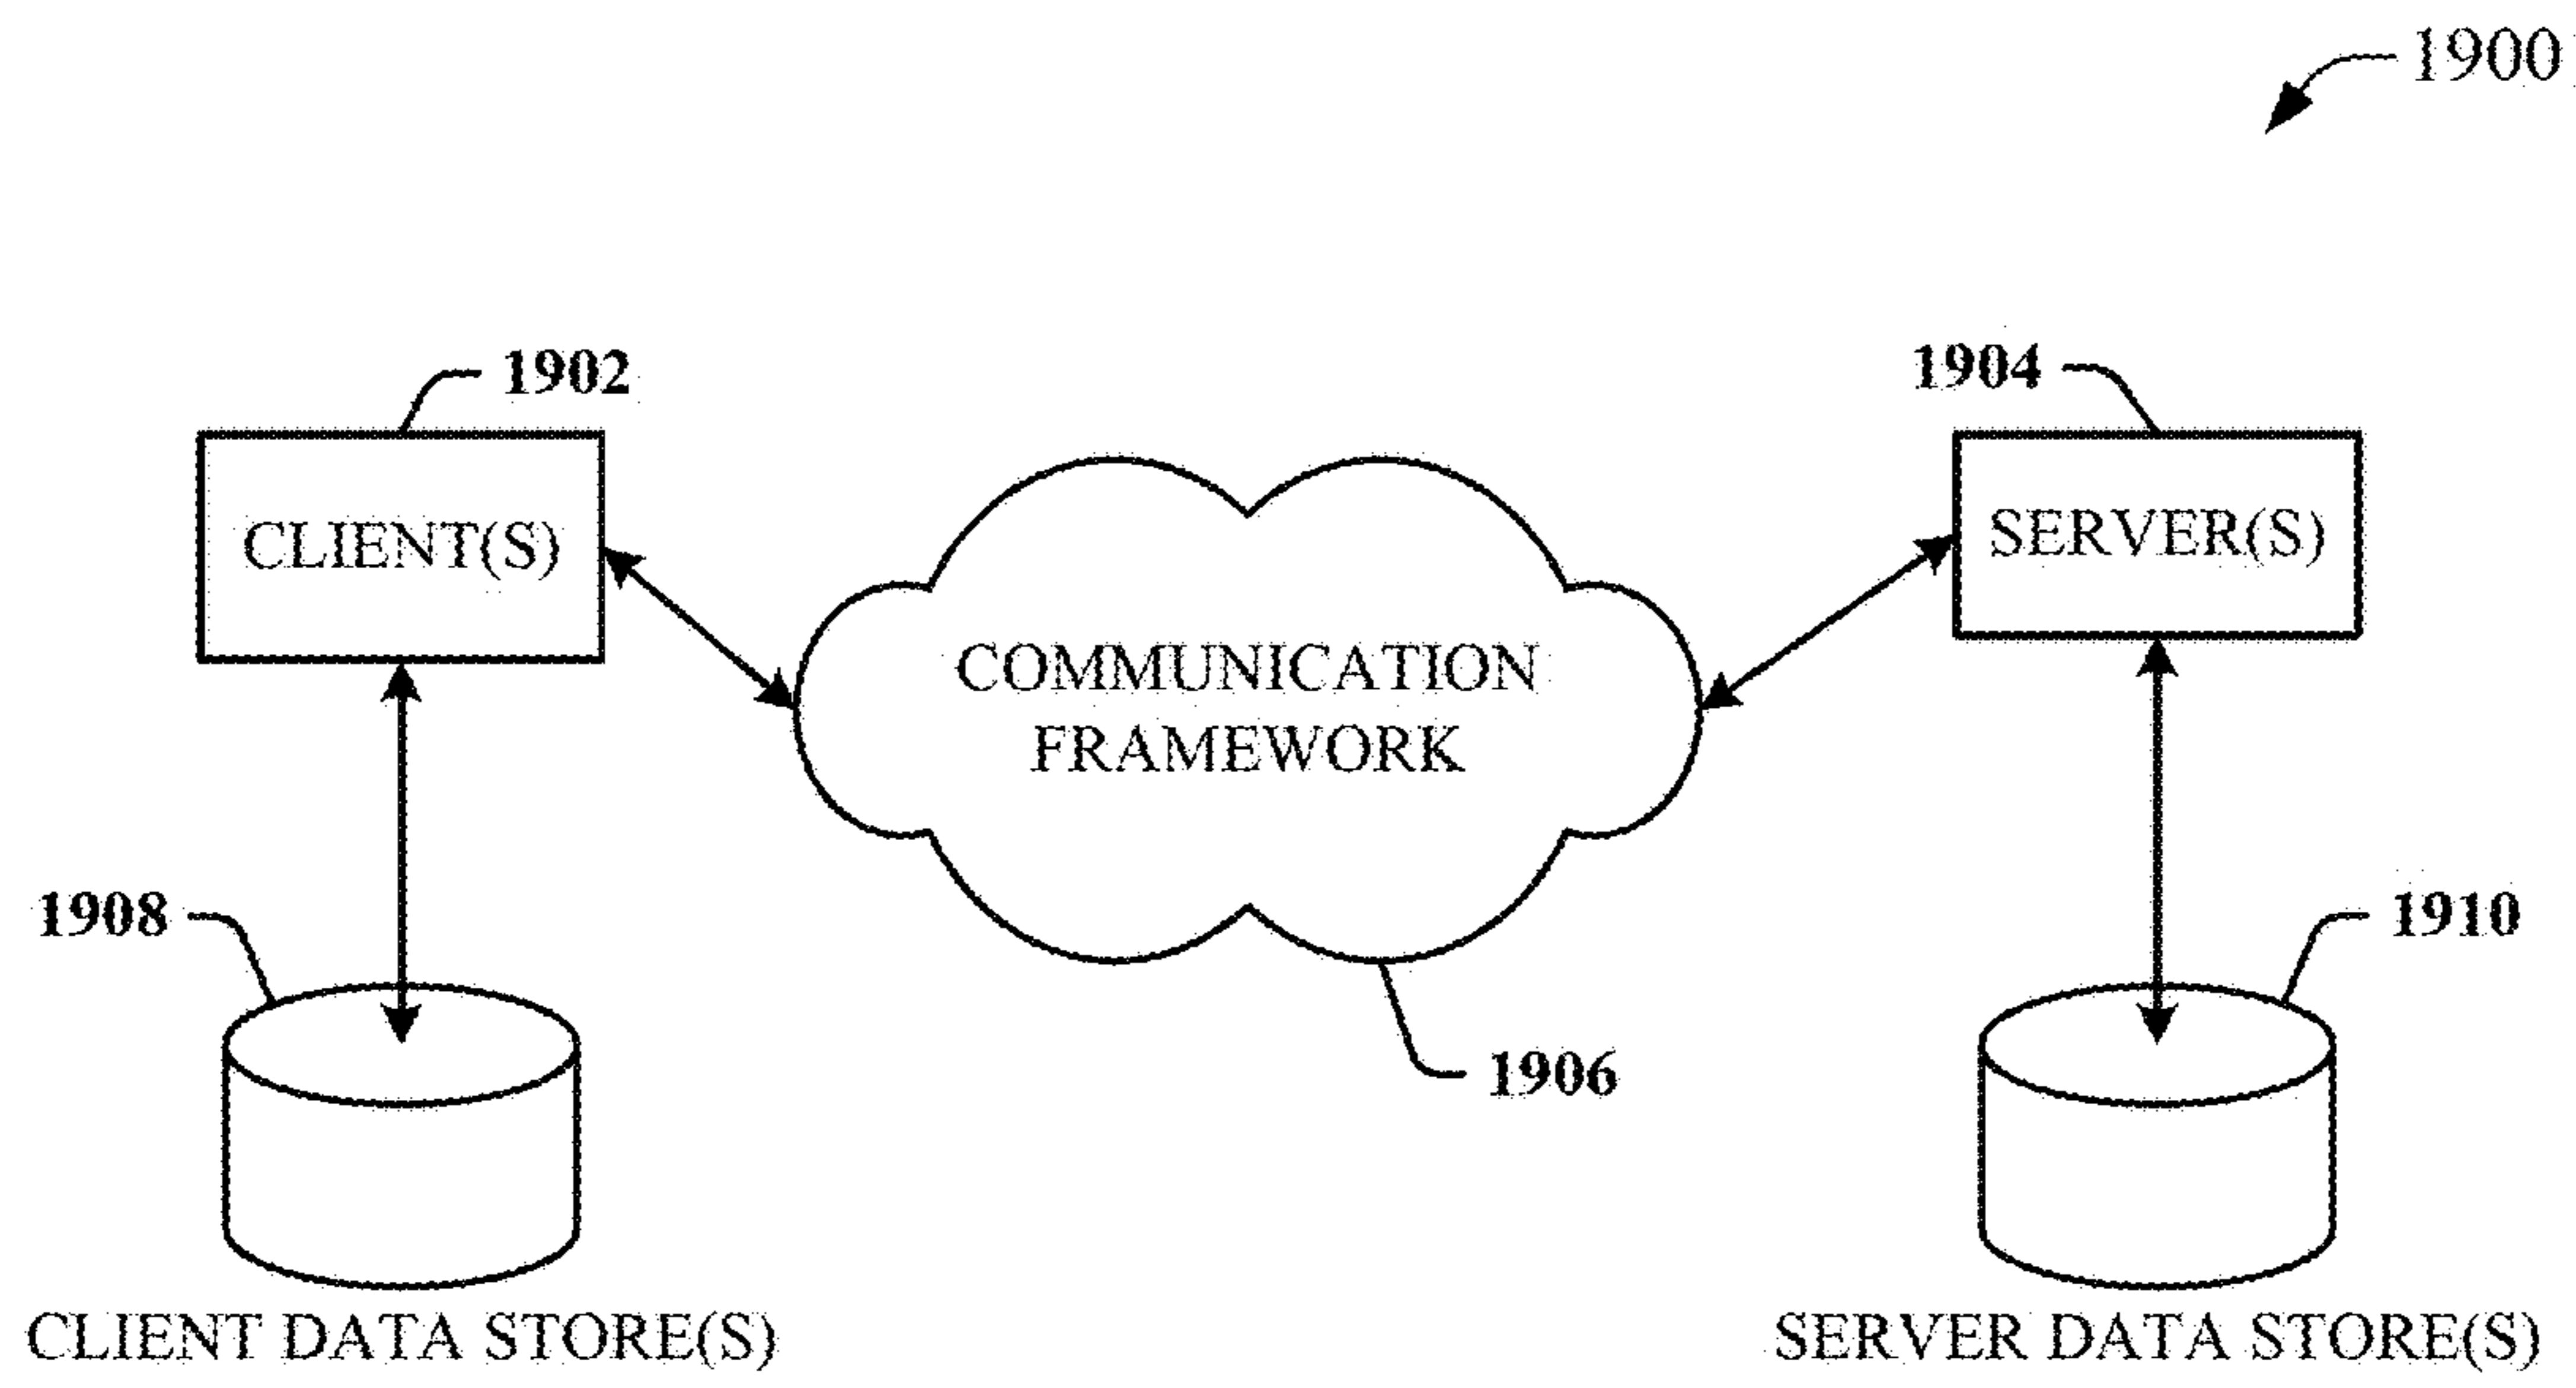 1900
1902
1904
CLIENT(S)
SERVER(S)
COMMUNICATION
FRAMEWORK
1908
1910
1906
CLIENT DATA STORE(S)
SERVER DATA STORE(S)